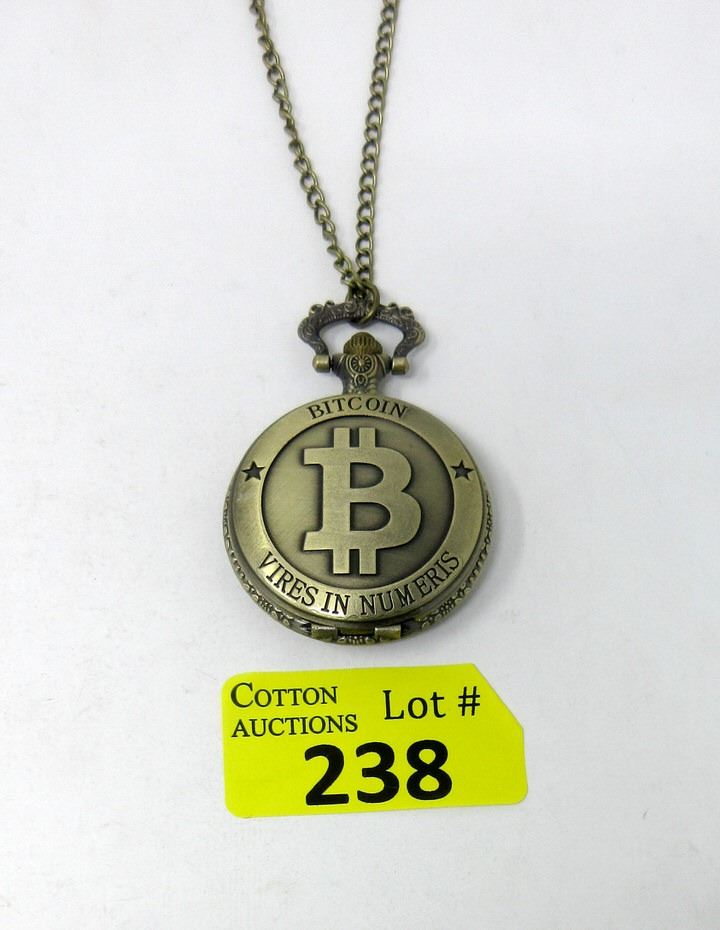 BITCOIN
B
VIRES IN NUMERIS
COTTON
AUCTIONS
Lot #
238